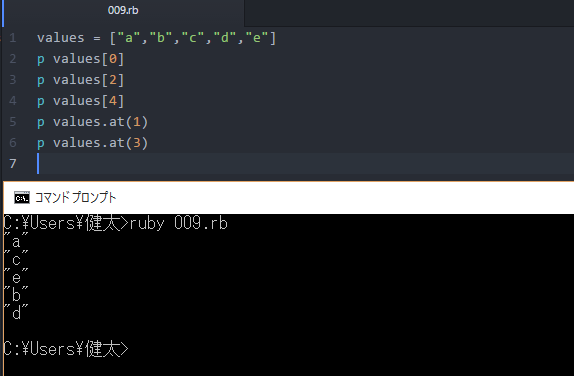 009.rb
1 values = ["a","b","c","d","e"]
2 p values[0]
3 p values[2]
4 p values[4]
5 p values.at(1)
6 p values.at(3)
7
コマンドプロンプト
C:¥Users¥健太>ruby 009.rb
"a"
"c"
"e"
"b"
"d"
C:¥Users¥健太>